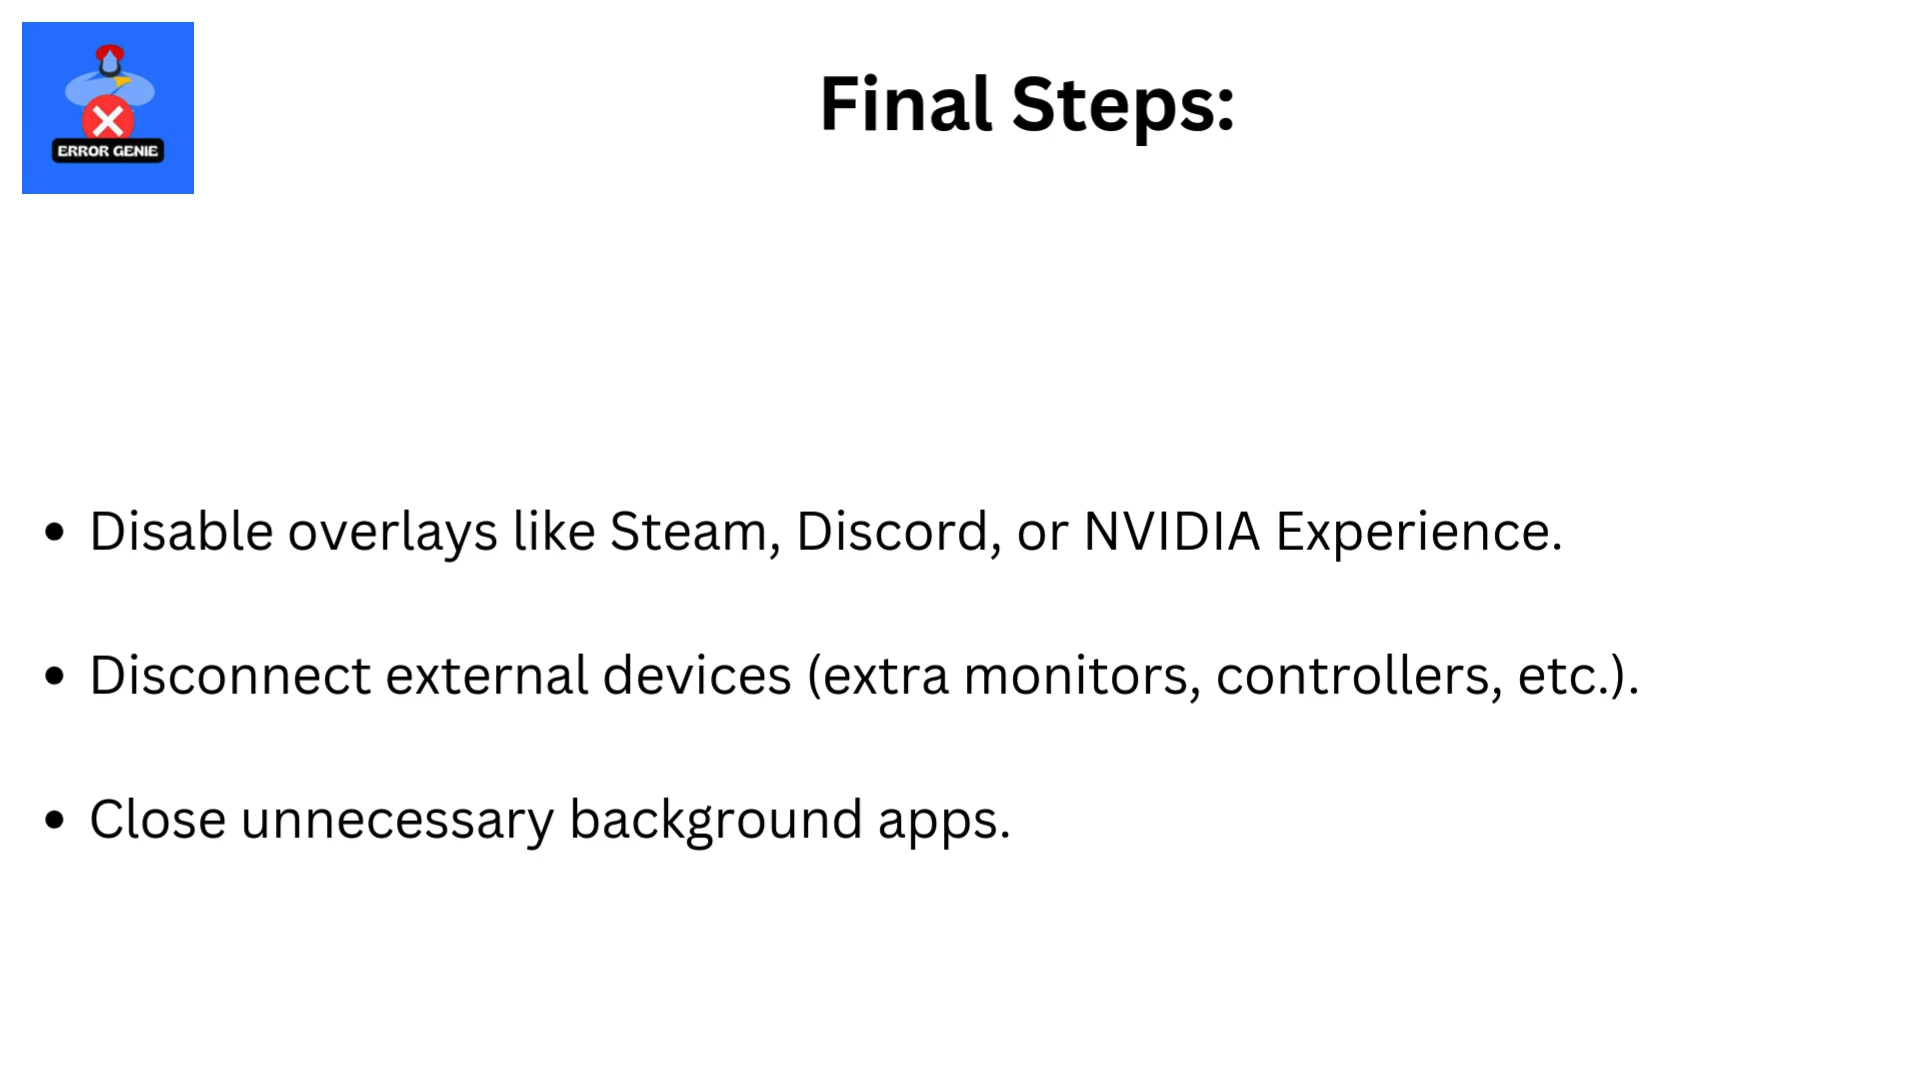 ERROR GENIE
Final Steps:
• Disable overlays like Steam, Discord, or NVIDIA Experience.
• Disconnect external devices (extra monitors, controllers, etc.).
• Close unnecessary background apps.